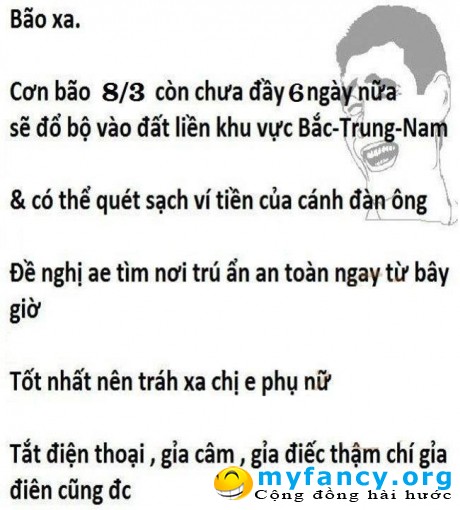 Bão xa.
Cơn bão 8/3 còn chưa đầy 6 ngày nữa
sẽ đổ bộ vào đất liền khu vực Bắc-Trung-Nam
& có thể quét sạch ví tiền của cánh đàn ông
Đề nghị ae tìm nơi trú ẩn an toàn ngay từ bây
giờ
Tốt nhất nên tráh xa chị e phụ nữ
Tắt điện thoại , gỉa câm , gỉa điếc thậm chí gỉa
điên cũng đc
myfancy.org
Cộng đồng hài hước